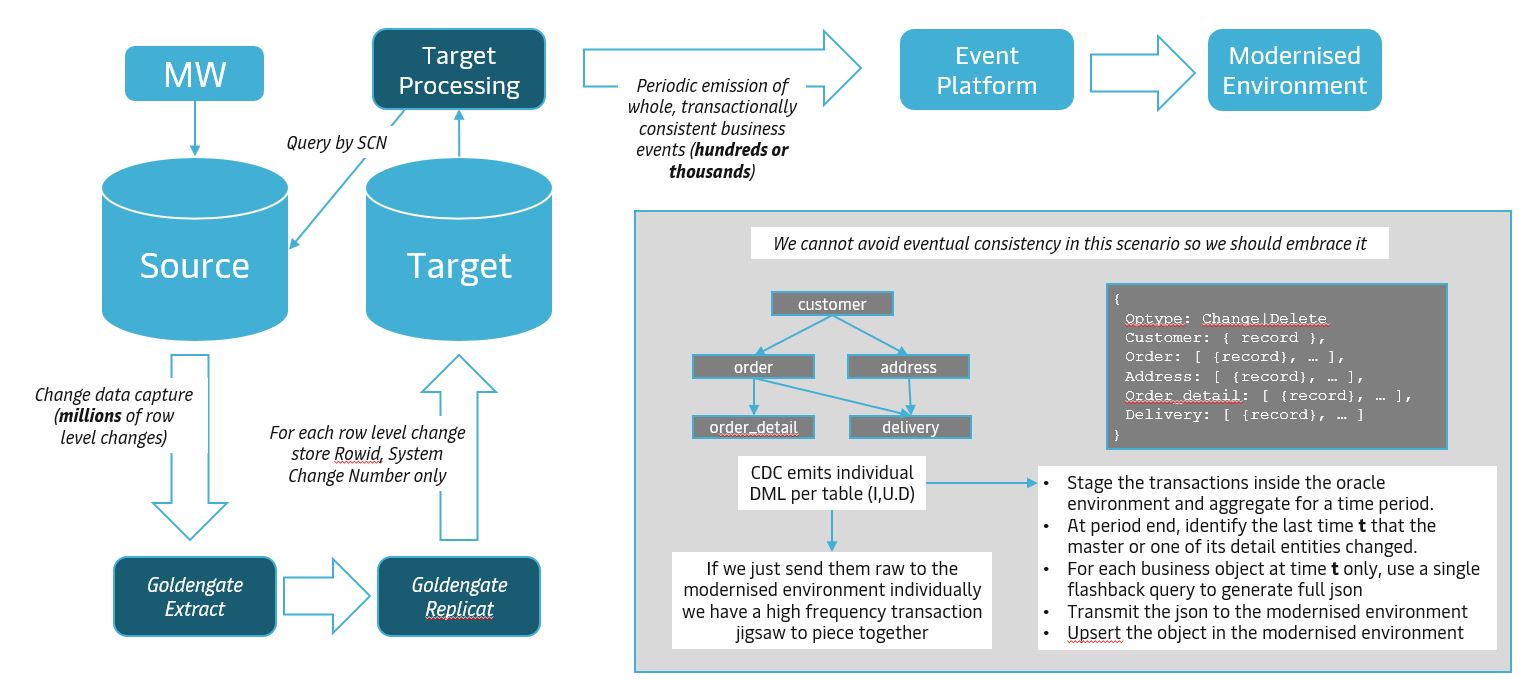 MW
Target
Processing
Periodic emission of
whole, transactionally
consistent business
events (hundreds or
thousands)
Event
Platform
Modernised
Environment
Query by SCN
Source
Target
Change data capture
(millions of row
level changes)
For each row level change
store Rowid, System
Change Number only
Goldengate
Extract
Goldengate
Replicat
We cannot avoid eventual consistency in this scenario so we should embrace it
customer
order
address
order_detail
delivery
{
Optype: Change|Delete
Customer: { record },
Order: [ {record}, … ],
Address: [ {record}, … ],
Order_detail: [ {record}, … ],
Delivery: [ {record}, … ]
}
CDC emits individual
DML per table (I,U.D)
If we just send them raw to the
modernised environment individually
we have a high frequency transaction
jigsaw to piece together
• Stage the transactions inside the oracle
environment and aggregate for a time period.
• At period end, identify the last time t that the
master or one of its detail entities changed.
• For each business object at time t only, use a single
flashback query to generate full json
• Transmit the json to the modernised environment
• Upsert the object in the modernised environment